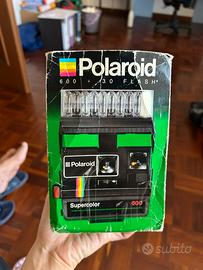 Polaroid
600 + 30 FLASH
Polaroid
Supercolor
600
subito